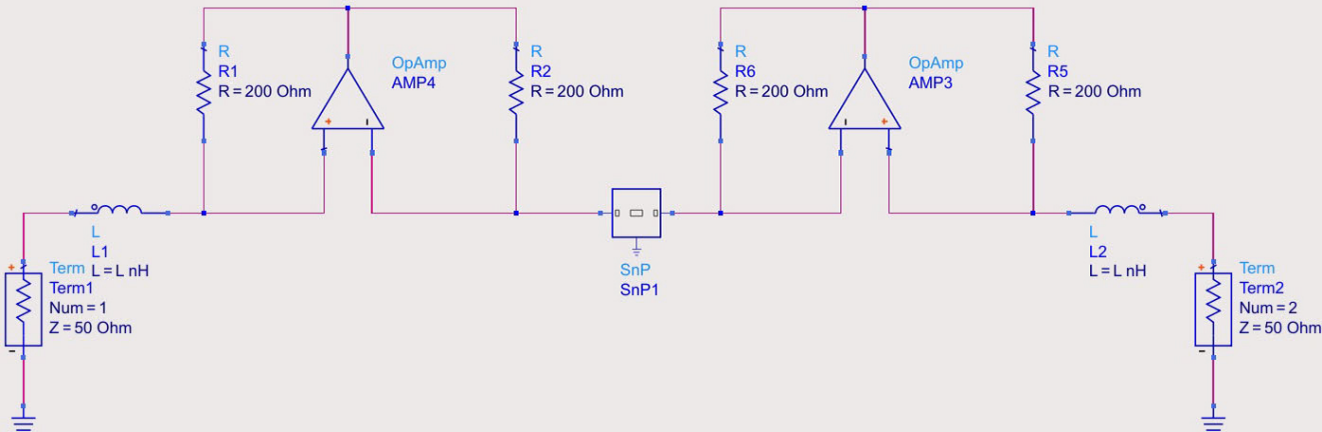 R
R1
R = 200 Ohm
OpAmp
AMP4
R
R2
R = 200 Ohm
R
R6
R = 200 Ohm
OpAmp
AMP3
R
R5
R = 200 Ohm
+ −
− +
L
L1
L = L nH
+
Term
Term1
Num = 1
Z = 50 Ohm
−
SnP
SnP1
L
L2
L = L nH
+
Term
Term2
Num = 2
Z = 50 Ohm
−